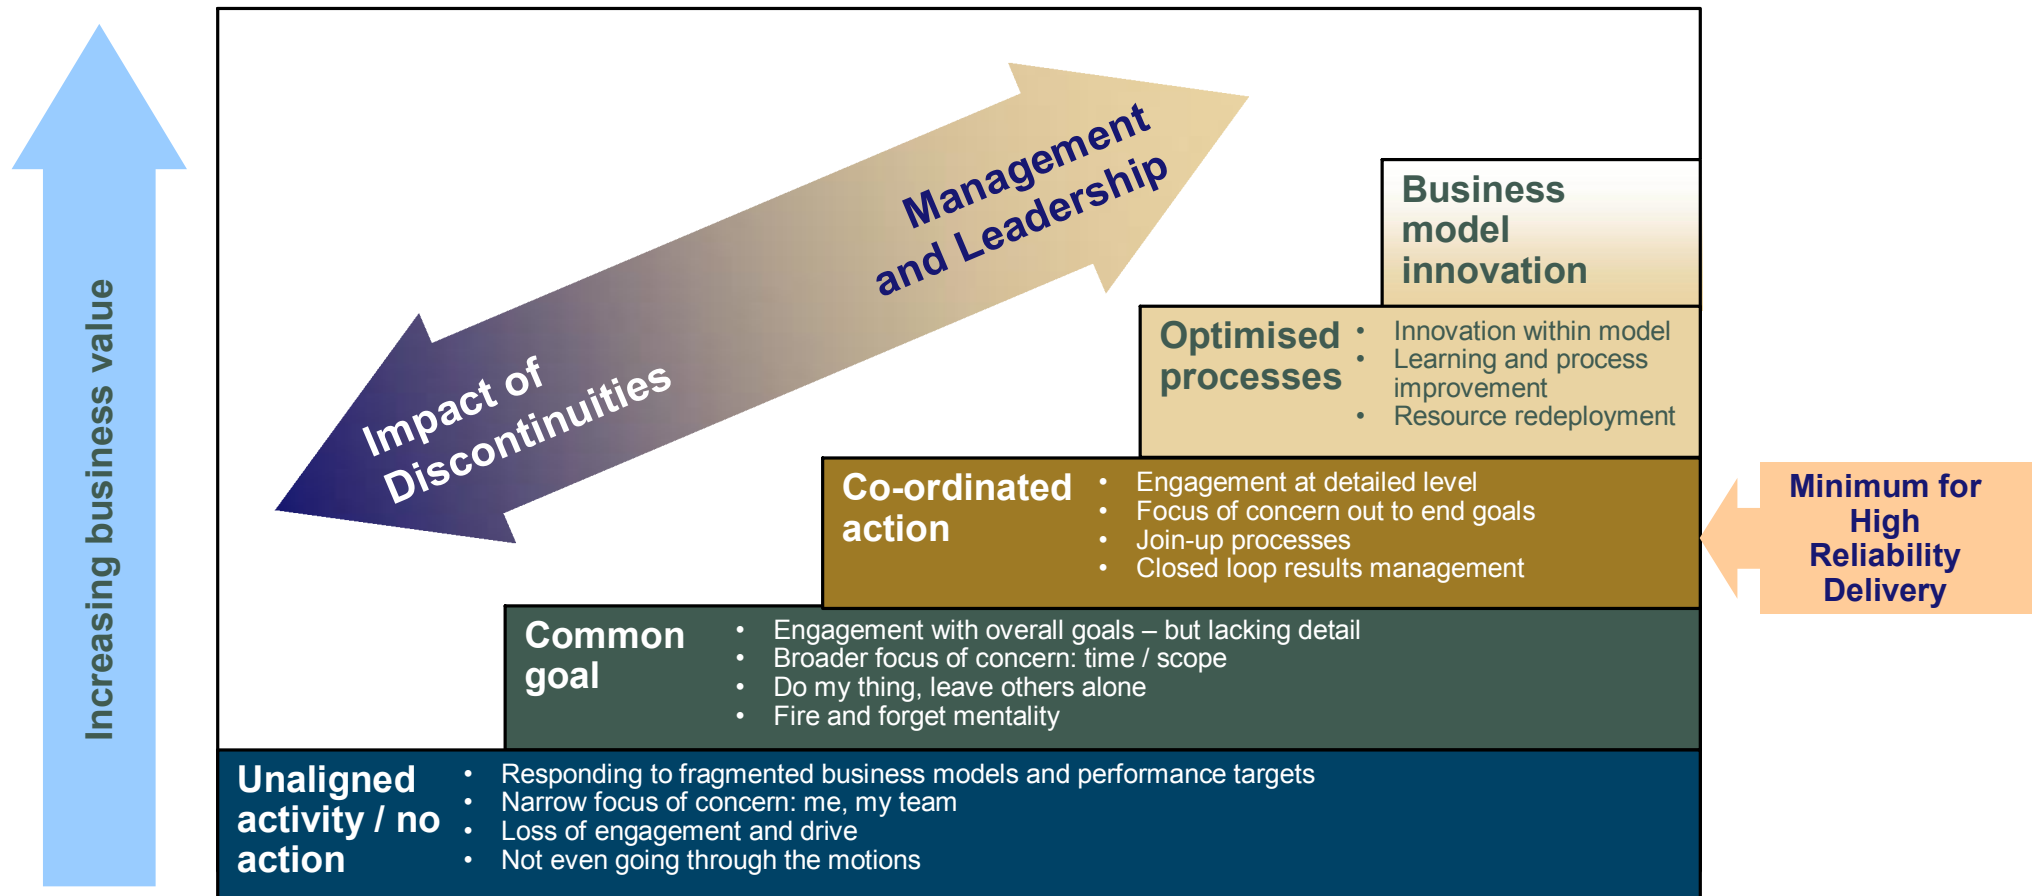 Increasing business value
Impact of
Discontinuities
Management
and Leadership
Business
model
innovation
Optimised
processes
• Innovation within model
• Learning and process
improvement
• Resource redeployment
Co-ordinated
action
• Engagement at detailed level
• Focus of concern out to end goals
• Join-up processes
• Closed loop results management
Minimum for
High
Reliability
Delivery
Common
goal
• Engagement with overall goals – but lacking detail
• Broader focus of concern: time / scope
• Do my thing, leave others alone
• Fire and forget mentality
Unaligned
activity / no
action
• Responding to fragmented business models and performance targets
• Narrow focus of concern: me, my team
• Loss of engagement and drive
• Not even going through the motions